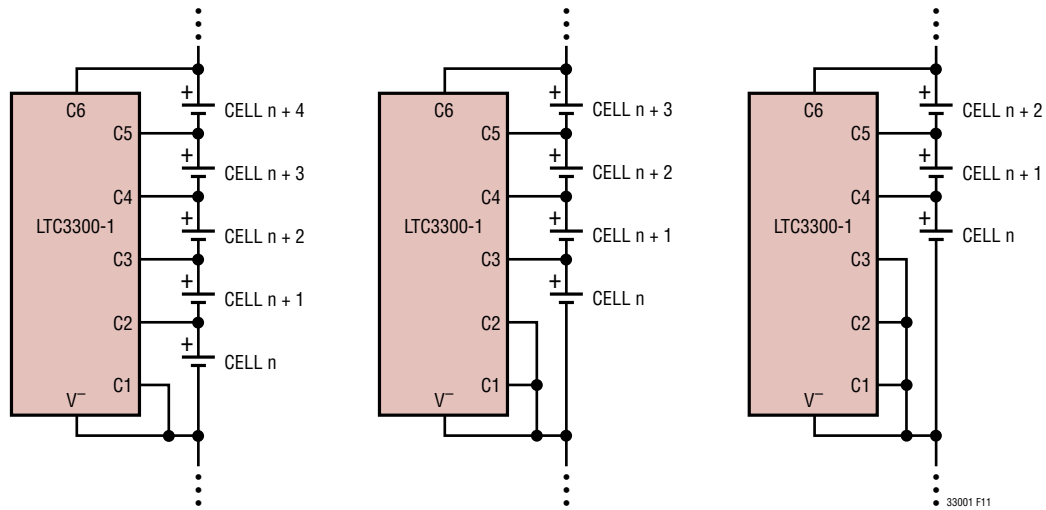 C6
C5
C4
LTC3300-1
C3
C2
C1
V–
+
CELL n + 4
+
CELL n + 3
+
CELL n + 2
+
CELL n + 1
+
CELL n
C6
C5
C4
LTC3300-1
C3
C2
C1
V–
+
CELL n + 3
+
CELL n + 2
+
CELL n + 1
+
CELL n
C6
C5
C4
LTC3300-1
C3
C2
C1
V–
+
CELL n + 2
+
CELL n + 1
+
CELL n
33001 F11